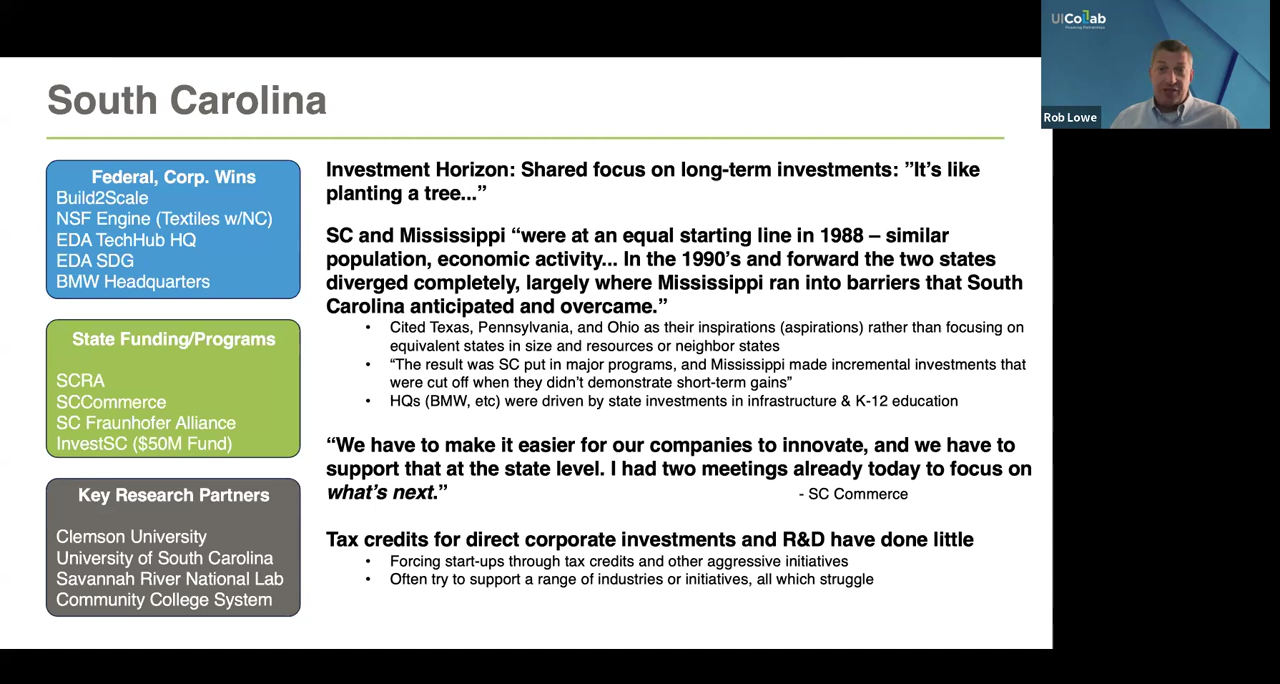 South Carolina
Federal, Corp. Wins
Build2Scale
NSF Engine (Textiles w/NC)
EDA TechHub HQ
EDA SDG
BMW Headquarters
State Funding/Programs
SCRA
SCCommerce
SC Fraunhofer Alliance
InvestSC ($50M Fund)
Key Research Partners
Clemson University
University of South Carolina
Savannah River National Lab
Community College System
Investment Horizon: Shared focus on long-term investments: ”It’s like
planting a tree...”
SC and Mississippi “were at an equal starting line in 1988 – similar
population, economic activity... In the 1990’s and forward the two states
diverged completely, largely where Mississippi ran into barriers that South
Carolina anticipated and overcame.”
• Cited Texas, Pennsylvania, and Ohio as their inspirations (aspirations) rather than focusing on
equivalent states in size and resources or neighbor states
• “The result was SC put in major programs, and Mississippi made incremental investments that
were cut off when they didn’t demonstrate short-term gains”
• HQs (BMW, etc) were driven by state investments in infrastructure & K-12 education
“We have to make it easier for our companies to innovate, and we have to
support that at the state level. I had two meetings already today to focus on
what’s next.”
- SC Commerce
Tax credits for direct corporate investments and R&D have done little
• Forcing start-ups through tax credits and other aggressive initiatives
• Often try to support a range of industries or initiatives, all which struggle
UICoLab
Rob Lowe